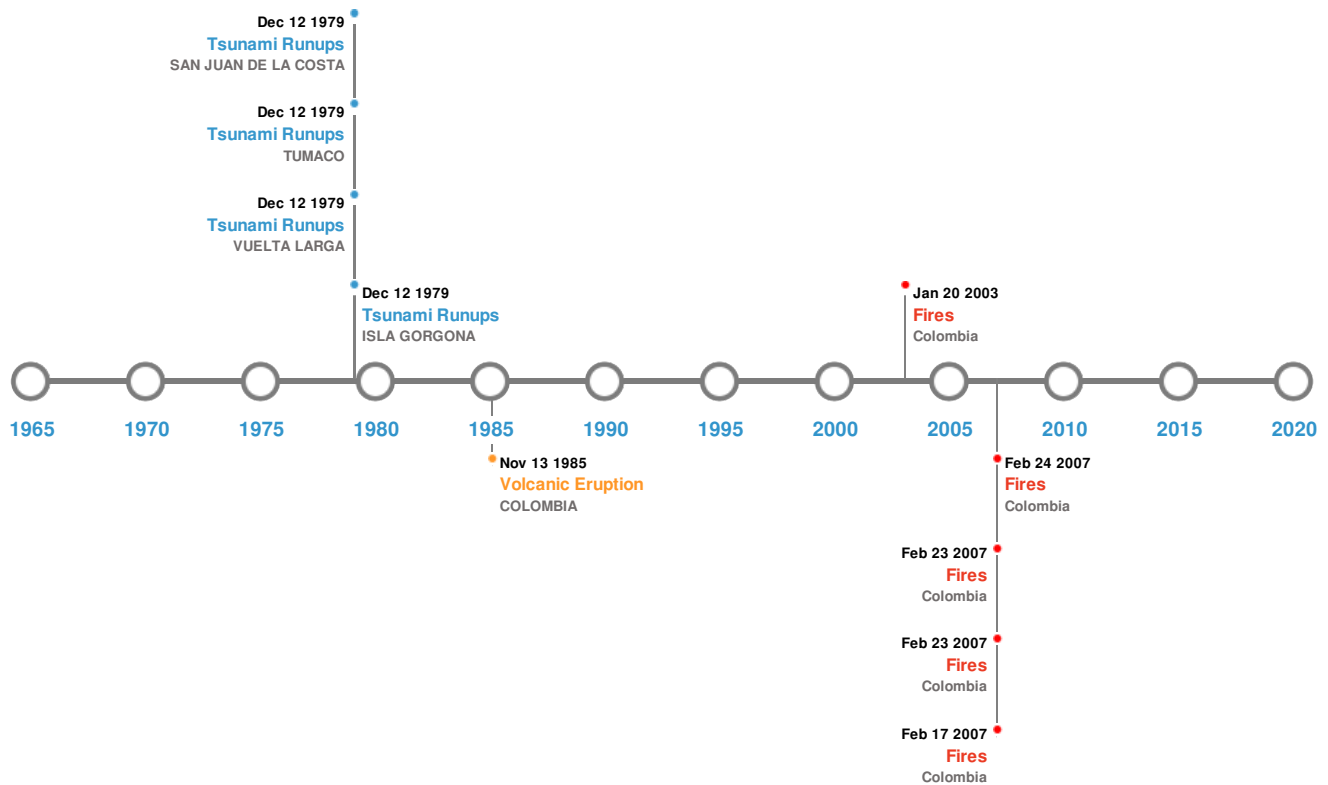 Dec 12 1979
Tsunami Runups
SAN JUAN DE LA COSTA
Dec 12 1979
Tsunami Runups
TUMACO
Dec 12 1979
Tsunami Runups
VUELTA LARGA
Dec 12 1979
Tsunami Runups
ISLA GORGONA
Jan 20 2003
Fires
Colombia
1965 1970 1975 1980 1985 1990 1995 2000 2005 2010 2015 2020
Nov 13 1985
Volcanic Eruption
COLOMBIA
Feb 24 2007
Fires
Colombia
Feb 23 2007
Fires
Colombia
Feb 23 2007
Fires
Colombia
Feb 17 2007
Fires
Colombia